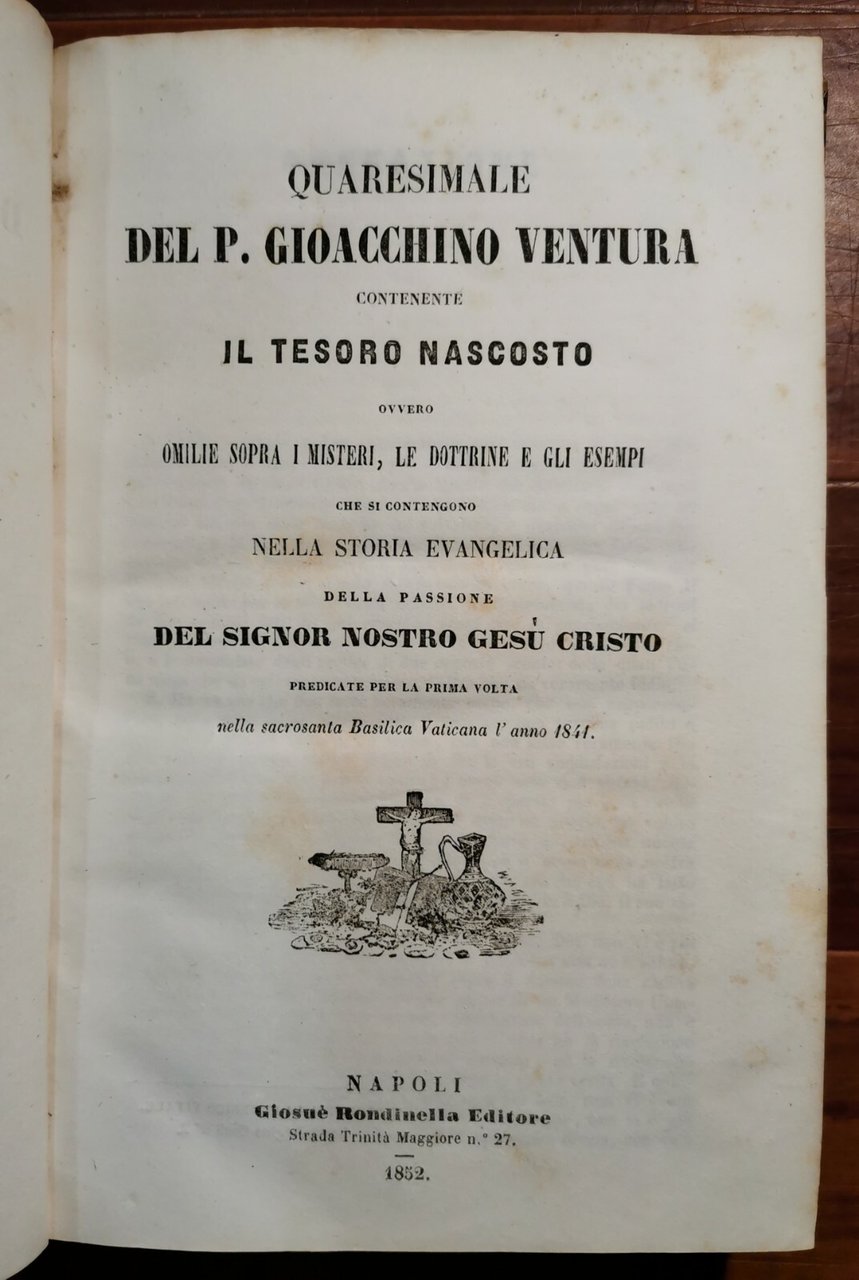 QUARESIMALE
DEL P. GIOACCHINO VENTURA
CONTENENTE
IL TESORO NASCOSTO
OVVERO
OMILIE SOPRA I MISTERI, LE DOTTRINE E GLI ESEMPI
CHE SI CONTENGONO
NELLA STORIA EVANGELICA
DELLA PASSIONE
DEL SIGNOR NOSTRO GESÙ CRISTO
PREDICATE PER LA PRIMA VOLTA
nella sacrosanta Basilica Vaticana l'anno 1841.
NAPOLI
Giosuè Rondinella Editore
Strada Trinità Maggiore n.° 27.
1852.